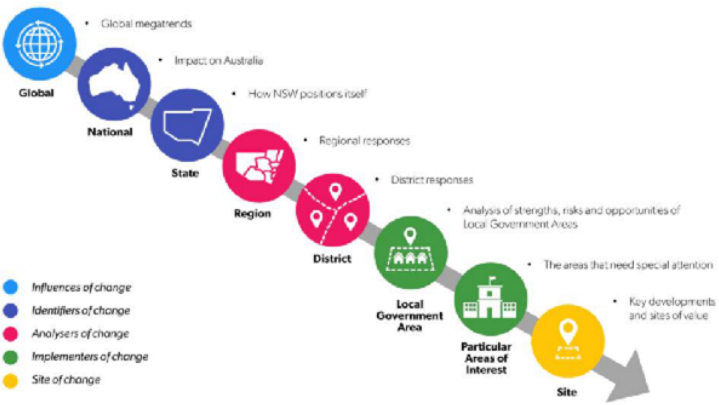 • Global megatrends
Global
• Impact on Australia
National
• How NSW positions itself
State
• Regional responses
Region
• District responses
District
• Analysis of strengths, risks and opportunities of
Local Government Areas
Local
Government
Area
• The areas that need special attention
Particular
Areas of
Interest
• Key developments
and sites of value
Site
Influences of change
Identifiers of change
Analysers of change
Implementers of change
Site of change